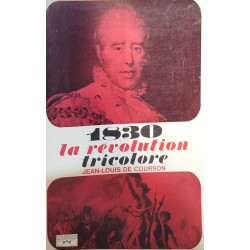 1830
la révolution
tricolore
JEAN-LOUIS DE COURSON